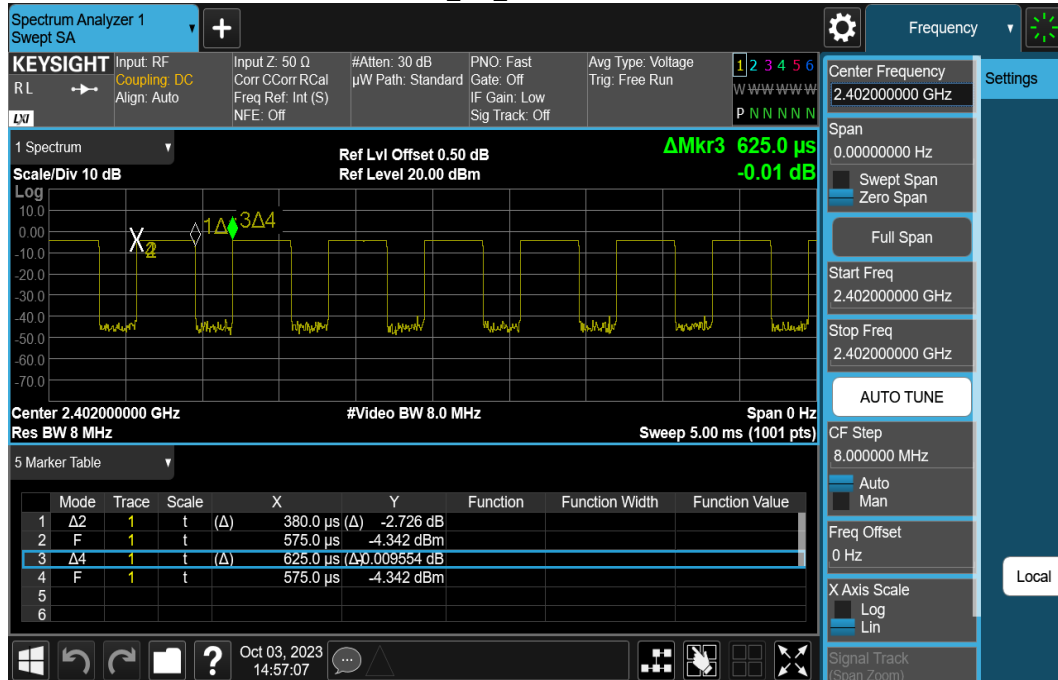 Spectrum Analyzer 1
Swept SA
Frequency
KEYSIGHT
RL
LXI
Input: RF
Coupling: DC
Align: Auto
Input Z: 50 Ω
Corr CCorr RCal
Freq Ref: Int (S)
NFE: Off
#Atten: 30 dB
µW Path: Standard
PNO: Fast
Gate: Off
IF Gain: Low
Sig Track: Off
Avg Type: Voltage
Trig: Free Run
1 2 3 4 5 6
W W W W W W
P N N N N N
1 Spectrum
Scale/Div 10 dB
Ref Lvl Offset 0.50 dB
Ref Level 20.00 dBm
ΔMkr3 625.0 µs
-0.01 dB
Log
10.0
0.00
-10.0
-20.0
-30.0
-40.0
-50.0
-60.0
-70.0
X
1Δ
3Δ4
Center 2.402000000 GHz
#Video BW 8.0 MHz
Span 0 Hz
Res BW 8 MHz
Sweep 5.00 ms (1001 pts)
5 Marker Table
Mode Trace Scale X Y Function Function Width Function Value
1 Δ2 1 t (Δ) 380.0 µs (Δ) -2.726 dB
2 F 1 t 575.0 µs -4.342 dBm
3 Δ4 1 t (Δ) 625.0 µs (Δ) -0.009554 dB
4 F 1 t 575.0 µs -4.342 dBm
5
6
Oct 03, 2023
14:57:07
Center Frequency
2.402000000 GHz
Settings
Span
0.00000000 Hz
Swept Span
Zero Span
Full Span
Start Freq
2.402000000 GHz
Stop Freq
2.402000000 GHz
AUTO TUNE
CF Step
8.000000 MHz
Auto
Man
Freq Offset
0 Hz
Local
X Axis Scale
Log
Lin
Signal Track
(Span Zoom)